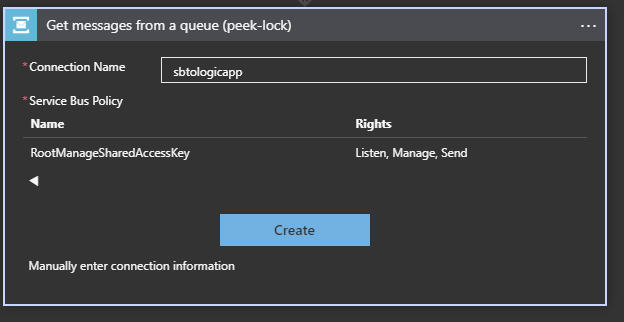 Get messages from a queue (peek-lock)
* Connection Name sbtologicapp
* Service Bus Policy
Name Rights
RootManageSharedAccessKey Listen, Manage, Send
Create
Manually enter connection information